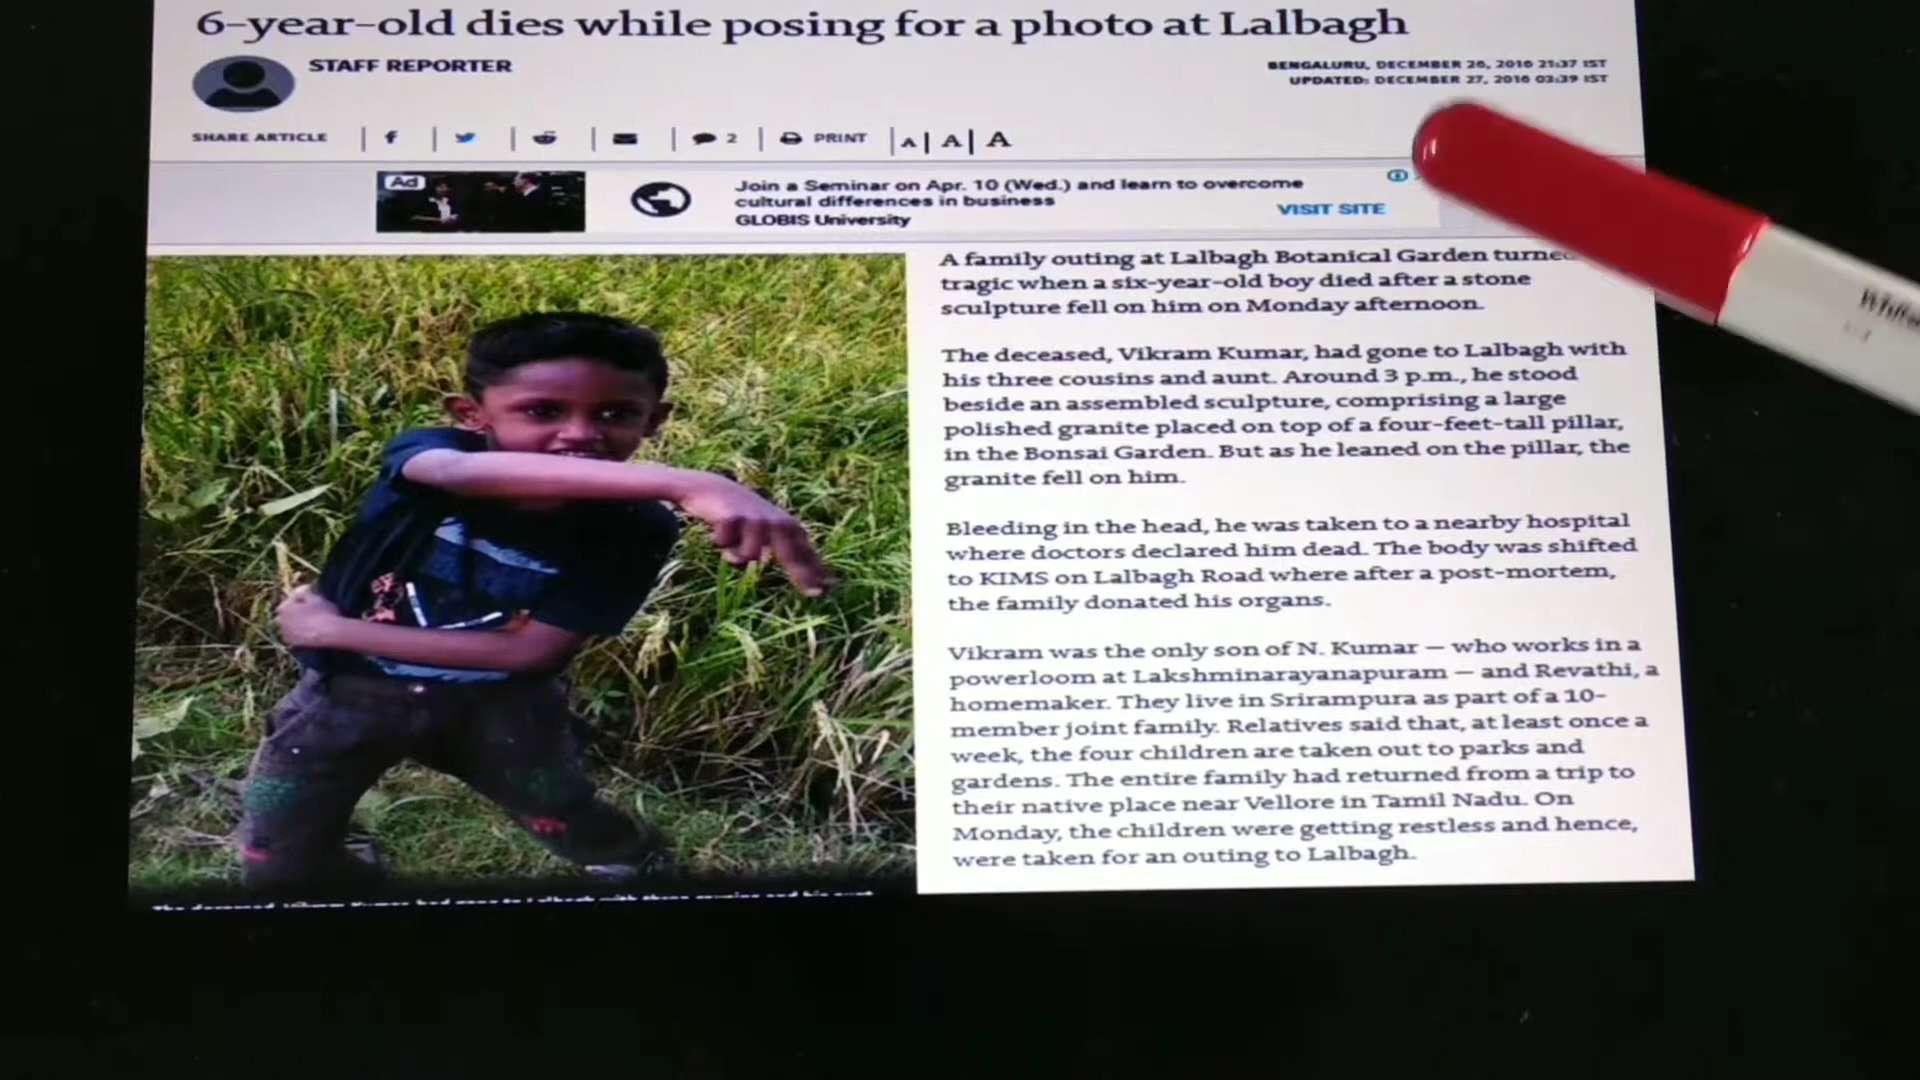 6-year-old dies while posing for a photo at Lalbagh
STAFF REPORTER
BENGALURU, DECEMBER 26, 2016 21:37 IST
UPDATED: DECEMBER 27, 2016 03:39 IST
SHARE ARTICLE | f | | | | 2 | PRINT | A | A | A
Ad
Join a Seminar on Apr. 10 (Wed.) and learn to overcome
cultural differences in business
GLOBIS University
VISIT SITE
A family outing at Lalbagh Botanical Garden turned
tragic when a six-year-old boy died after a stone
sculpture fell on him on Monday afternoon.
The deceased, Vikram Kumar, had gone to Lalbagh with
his three cousins and aunt. Around 3 p.m., he stood
beside an assembled sculpture, comprising a large
polished granite placed on top of a four-feet-tall pillar,
in the Bonsai Garden. But as he leaned on the pillar, the
granite fell on him.
Bleeding in the head, he was taken to a nearby hospital
where doctors declared him dead. The body was shifted
to KIMS on Lalbagh Road where after a post-mortem,
the family donated his organs.
Vikram was the only son of N. Kumar — who works in a
powerloom at Lakshminarayanapuram — and Revathi, a
homemaker. They live in Srirampura as part of a 10-
member joint family. Relatives said that, at least once a
week, the four children are taken out to parks and
gardens. The entire family had returned from a trip to
their native place near Vellore in Tamil Nadu. On
Monday, the children were getting restless and hence,
were taken for an outing to Lalbagh.